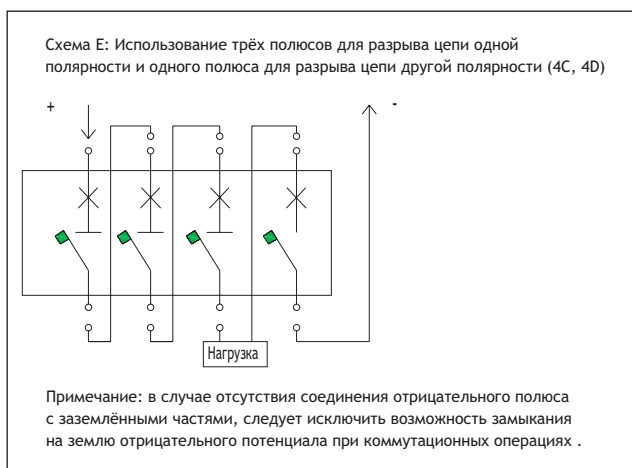 Схема Е: Использование трёх полюсов для разрыва цепи одной
полярности и одного полюса для разрыва цепи другой полярности (4C, 4D)
+ -
Нагрузка
Примечание: в случае отсутствия соединения отрицательного полюса
с заземлёнными частями, следует исключить возможность замыкания
на землю отрицательного потенциала при коммутационных операциях .